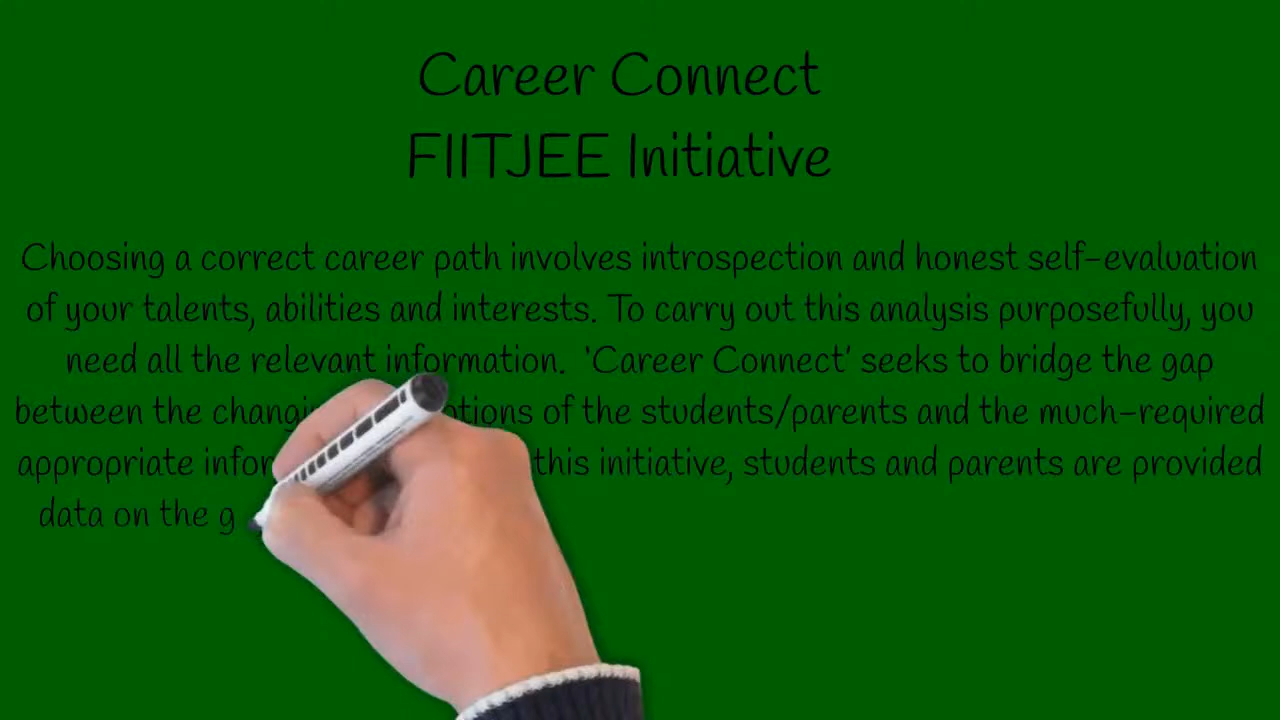 Career Connect
FIITJEE Initiative
Choosing a correct career path involves introspection and honest self-evaluation
of your talents, abilities and interests. To carry out this analysis purposefully, you
need all the relevant information. 'Career Connect' seeks to bridge the gap
between the of the students/parents and the much-required
appropriate this initiative, students and parents are provided
data on the g